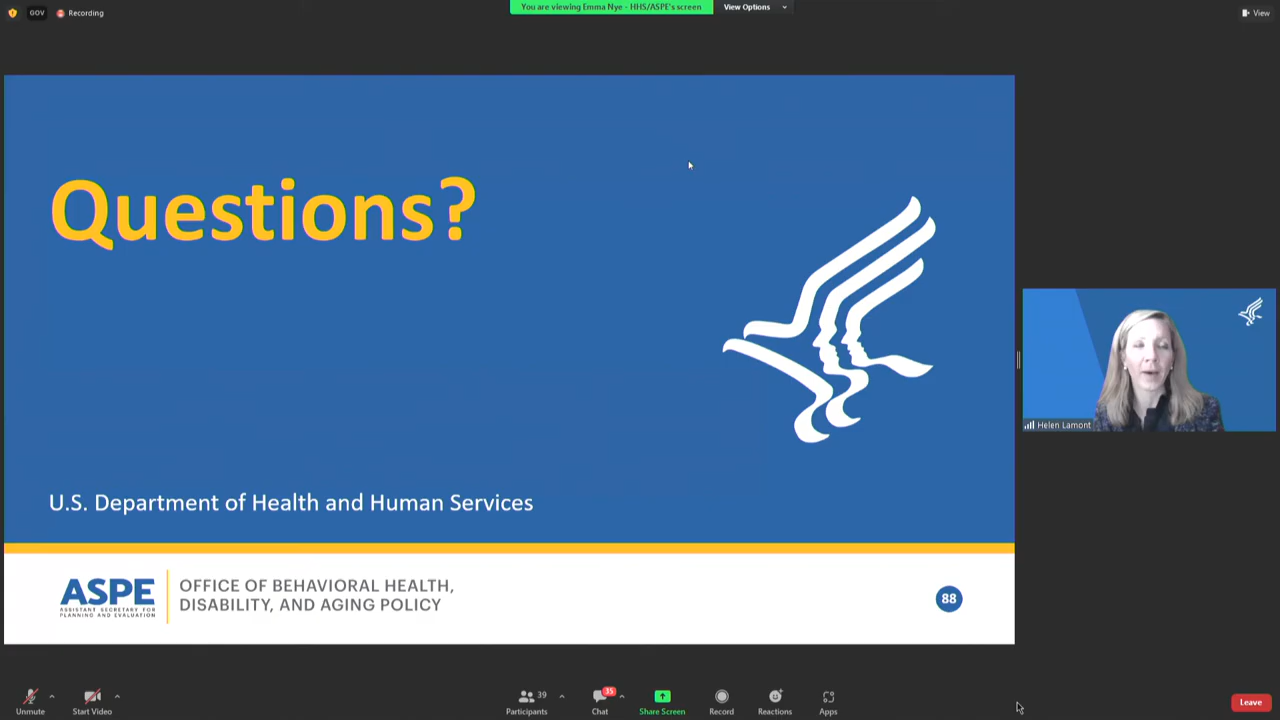 GOV
Recording
You are viewing Emma Nye - HHS/ASPE's screen
View Options
View
Questions?
Helen Lamont
U.S. Department of Health and Human Services
ASPE
ASSISTANT SECRETARY FOR
PLANNING AND EVALUATION
OFFICE OF BEHAVIORAL HEALTH,
DISABILITY, AND AGING POLICY
88
39
35
Unmute
Start Video
Participants
Chat
Share Screen
Record
Reactions
Apps
Leave